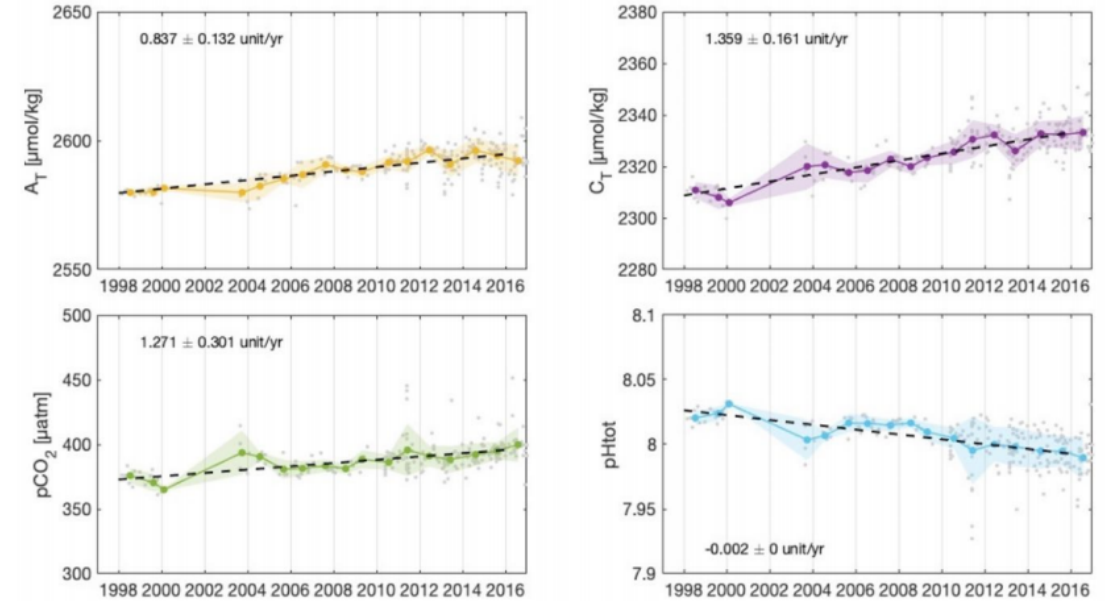 2650
2600
2550
A_T [µmol/kg]
0.837 ± 0.132 unit/yr
1998 2000 2002 2004 2006 2008 2010 2012 2014 2016
2380
2360
2340
2320
2300
2280
C_T [µmol/kg]
1.359 ± 0.161 unit/yr
1998 2000 2002 2004 2006 2008 2010 2012 2014 2016
500
450
400
350
300
pCO₂ [µatm]
1.271 ± 0.301 unit/yr
1998 2000 2002 2004 2006 2008 2010 2012 2014 2016
8.1
8.05
8
7.95
7.9
pHtot
-0.002 ± 0 unit/yr
1998 2000 2002 2004 2006 2008 2010 2012 2014 2016